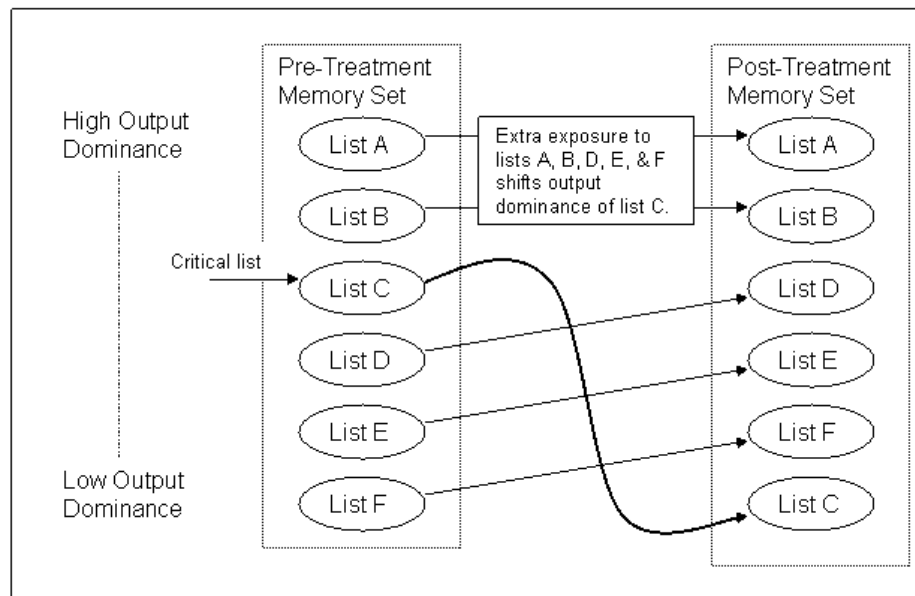 Pre-Treatment
Memory Set
Post-Treatment
Memory Set
High Output
Dominance
List A
Extra exposure to
lists A, B, D, E, & F
shifts output
dominance of list C.
List A
List B
List B
Critical list
List C
List D
List D
List E
List E
List F
Low Output
Dominance
List F
List C